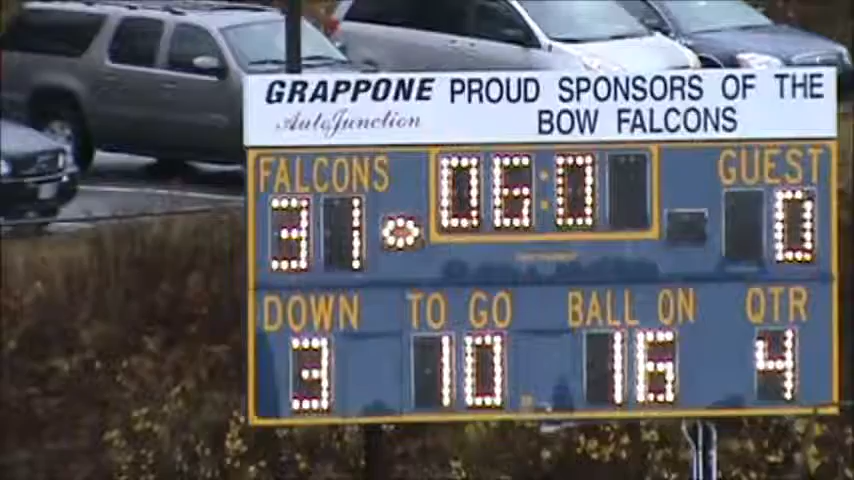 GRAPPONE PROUD SPONSORS OF THE
AutoJunction BOW FALCONS
FALCONS 06:0 GUEST
31 0
DOWN TO GO BALL ON QTR
3 10 16 4